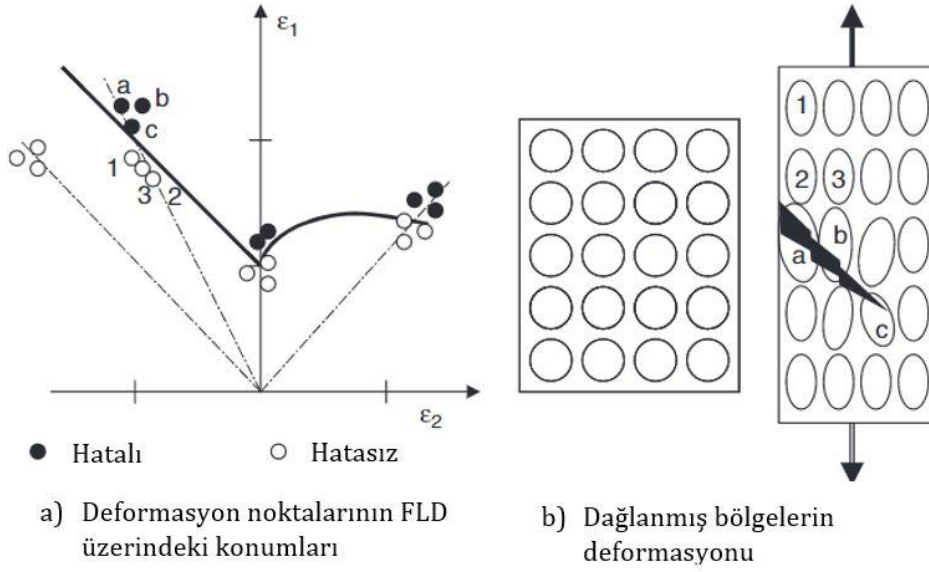 ε1
a
b
c
1
3 2
ε2
Hatalı
Hatasız
a) Deformasyon noktalarının FLD
üzerindeki konumları
1
2 3
b
a
c
b) Dağlanmış bölgelerin
deformasyonu